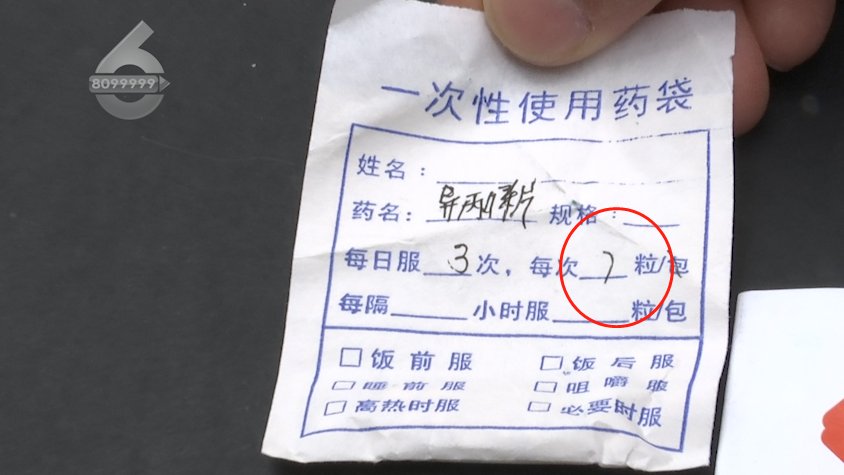 6
8099999
一次性使用药袋
姓名：
药名：异丙嗪片 规格：
每日服 3 次，每次 粒/包
每隔 小时服 粒/包
饭前服 饭后服
睡前服 咀嚼服
高热时服 必要时服